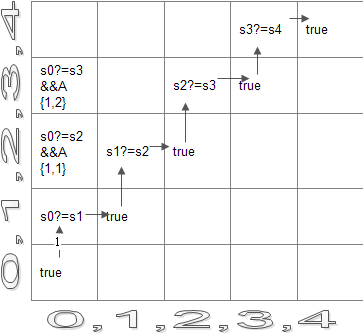 s3?=s4 true
s0?=s3
&&A
{1,2}
s2?=s3 true
s0?=s2
&&A
{1,1}
s1?=s2 true
s0?=s1 true
1
true
0,1,2,3,4
0,1,2,3,4